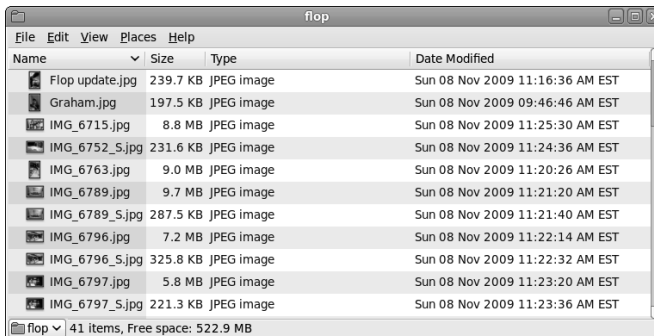 flop
File Edit View Places Help
Name Size Type Date Modified
Flop update.jpg 239.7 KB JPEG image Sun 08 Nov 2009 11:16:36 AM EST
Graham.jpg 197.5 KB JPEG image Sun 08 Nov 2009 09:46:46 AM EST
IMG_6715.jpg 8.8 MB JPEG image Sun 08 Nov 2009 11:25:30 AM EST
IMG_6752_S.jpg 231.6 KB JPEG image Sun 08 Nov 2009 11:24:36 AM EST
IMG_6763.jpg 9.0 MB JPEG image Sun 08 Nov 2009 11:20:26 AM EST
IMG_6789.jpg 9.7 MB JPEG image Sun 08 Nov 2009 11:21:20 AM EST
IMG_6789_S.jpg 287.5 KB JPEG image Sun 08 Nov 2009 11:21:40 AM EST
IMG_6796.jpg 7.2 MB JPEG image Sun 08 Nov 2009 11:22:14 AM EST
IMG_6796_S.jpg 325.8 KB JPEG image Sun 08 Nov 2009 11:22:32 AM EST
IMG_6797.jpg 5.8 MB JPEG image Sun 08 Nov 2009 11:23:20 AM EST
IMG_6797_S.jpg 221.3 KB JPEG image Sun 08 Nov 2009 11:23:36 AM EST
flop 41 items, Free space: 522.9 MB